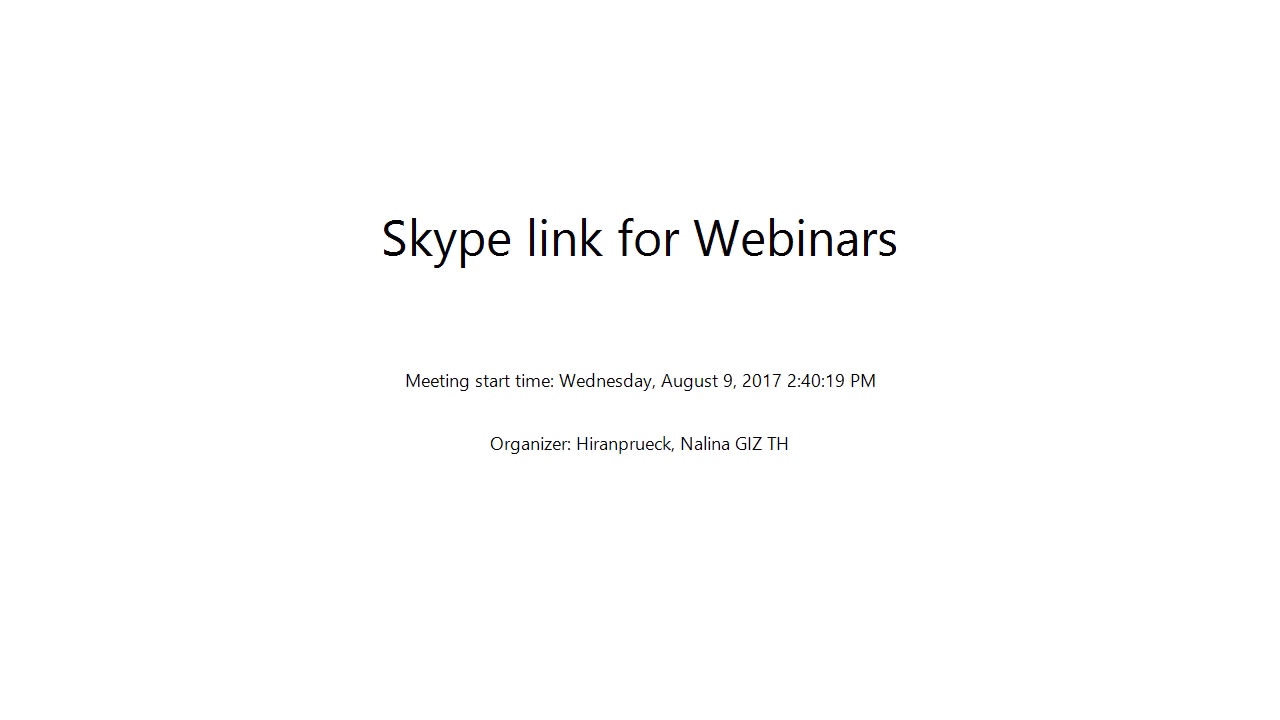 Skype link for Webinars
Meeting start time: Wednesday, August 9, 2017 2:40:19 PM
Organizer: Hiranprueck, Nalina GIZ TH